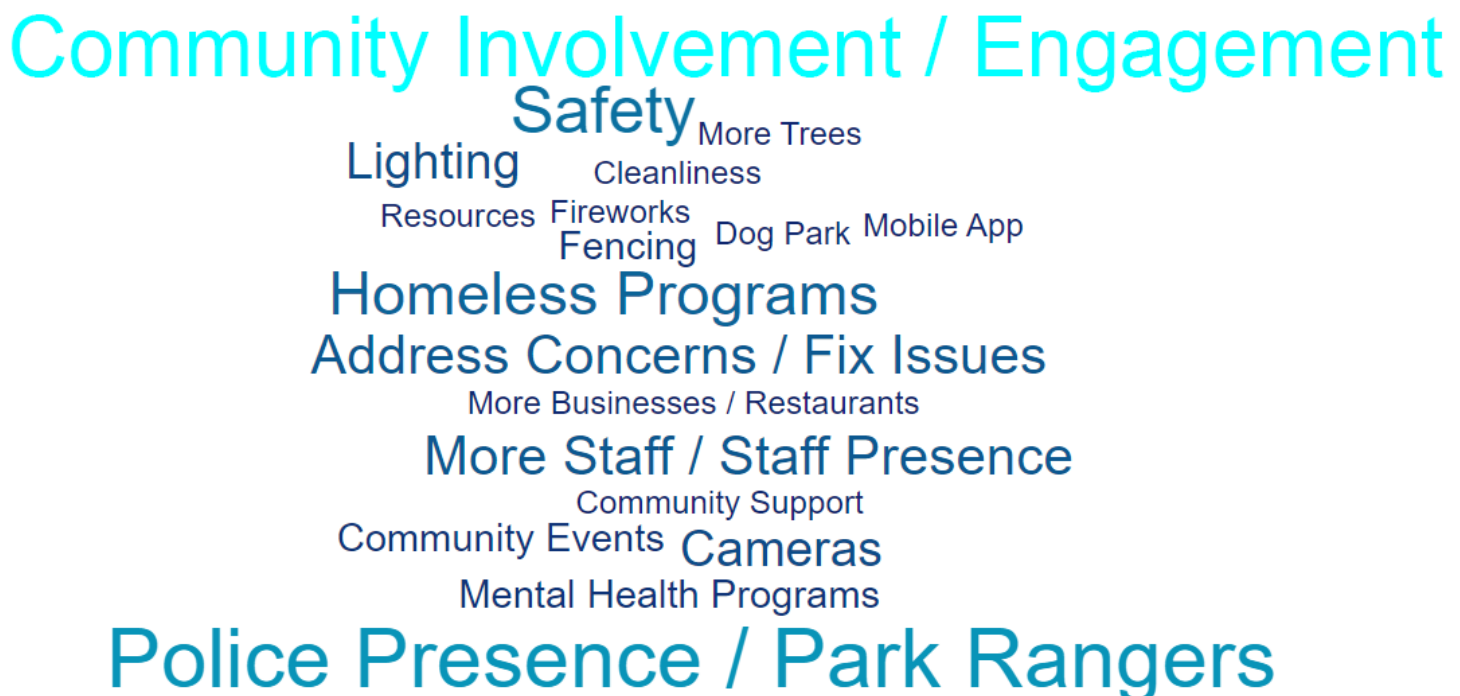 Community Involvement / Engagement
Safety
More Trees
Lighting
Cleanliness
Resources
Fireworks
Dog Park
Mobile App
Fencing
Homeless Programs
Address Concerns / Fix Issues
More Businesses / Restaurants
More Staff / Staff Presence
Community Support
Community Events
Cameras
Mental Health Programs
Police Presence / Park Rangers